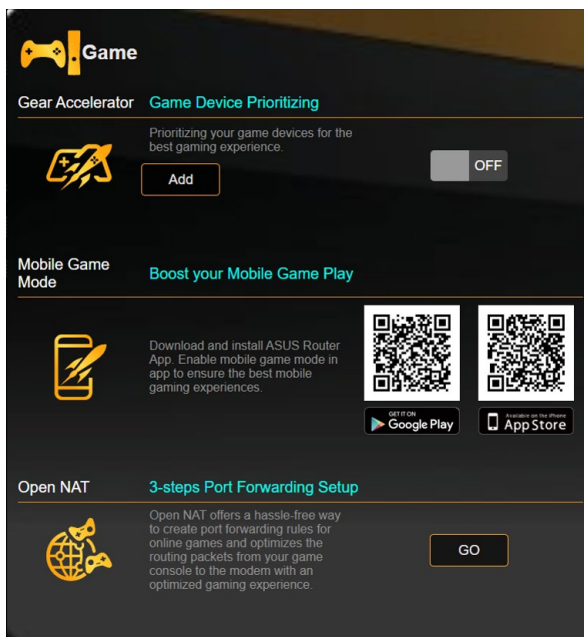 Game
Gear Accelerator
Game Device Prioritizing
Prioritizing your game devices for the
best gaming experience.
Add
OFF
Mobile Game
Mode
Boost your Mobile Game Play
Download and install ASUS Router
App. Enable mobile game mode in
app to ensure the best mobile
gaming experiences.
GET IT ON
Google Play
Available on the iPhone
App Store
Open NAT
3-steps Port Forwarding Setup
Open NAT offers a hassle-free way
to create port forwarding rules for
online games and optimizes the
routing packets from your game
console to the modem with an
optimized gaming experience.
GO